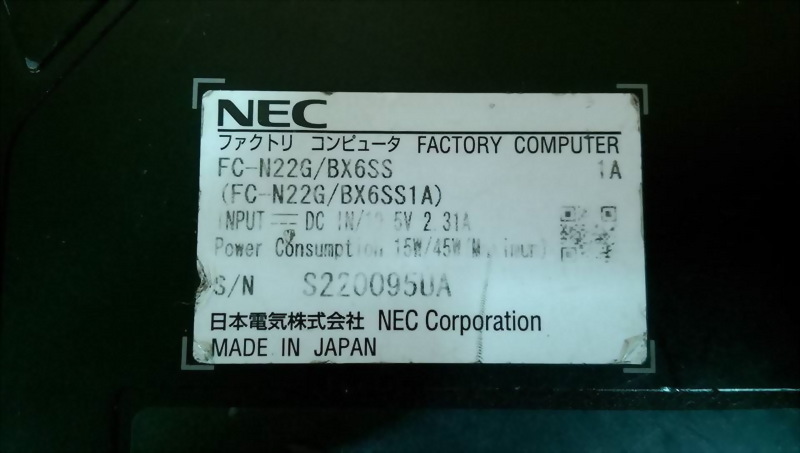 NEC
ファクトリ コンピュータ FACTORY COMPUTER
FC-N22G/BX6SS 1A
(FC-N22G/BX6SS1A)
INPUT DC IN/ 5V 2.31A
Power Consumption 15W/45W
S/N S220095UA
日本電気株式会社 NEC Corporation
MADE IN JAPAN